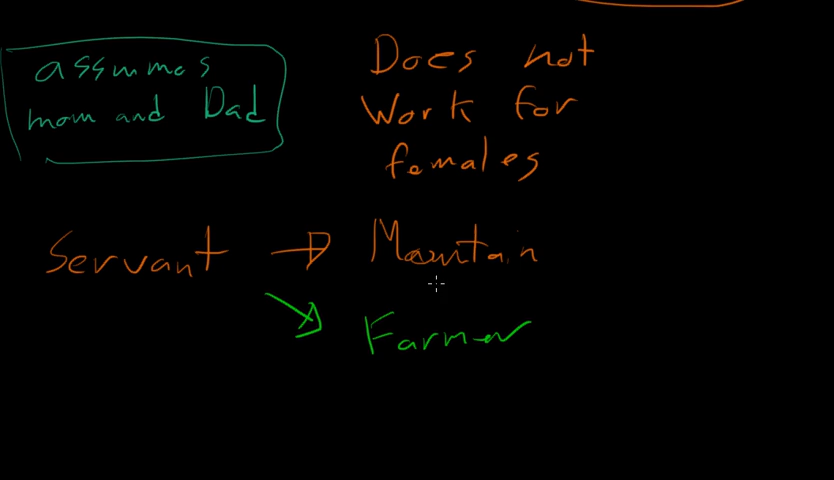 assumes
mom and Dad
Does not
Work for
females
Servant → Mountain
Farmer